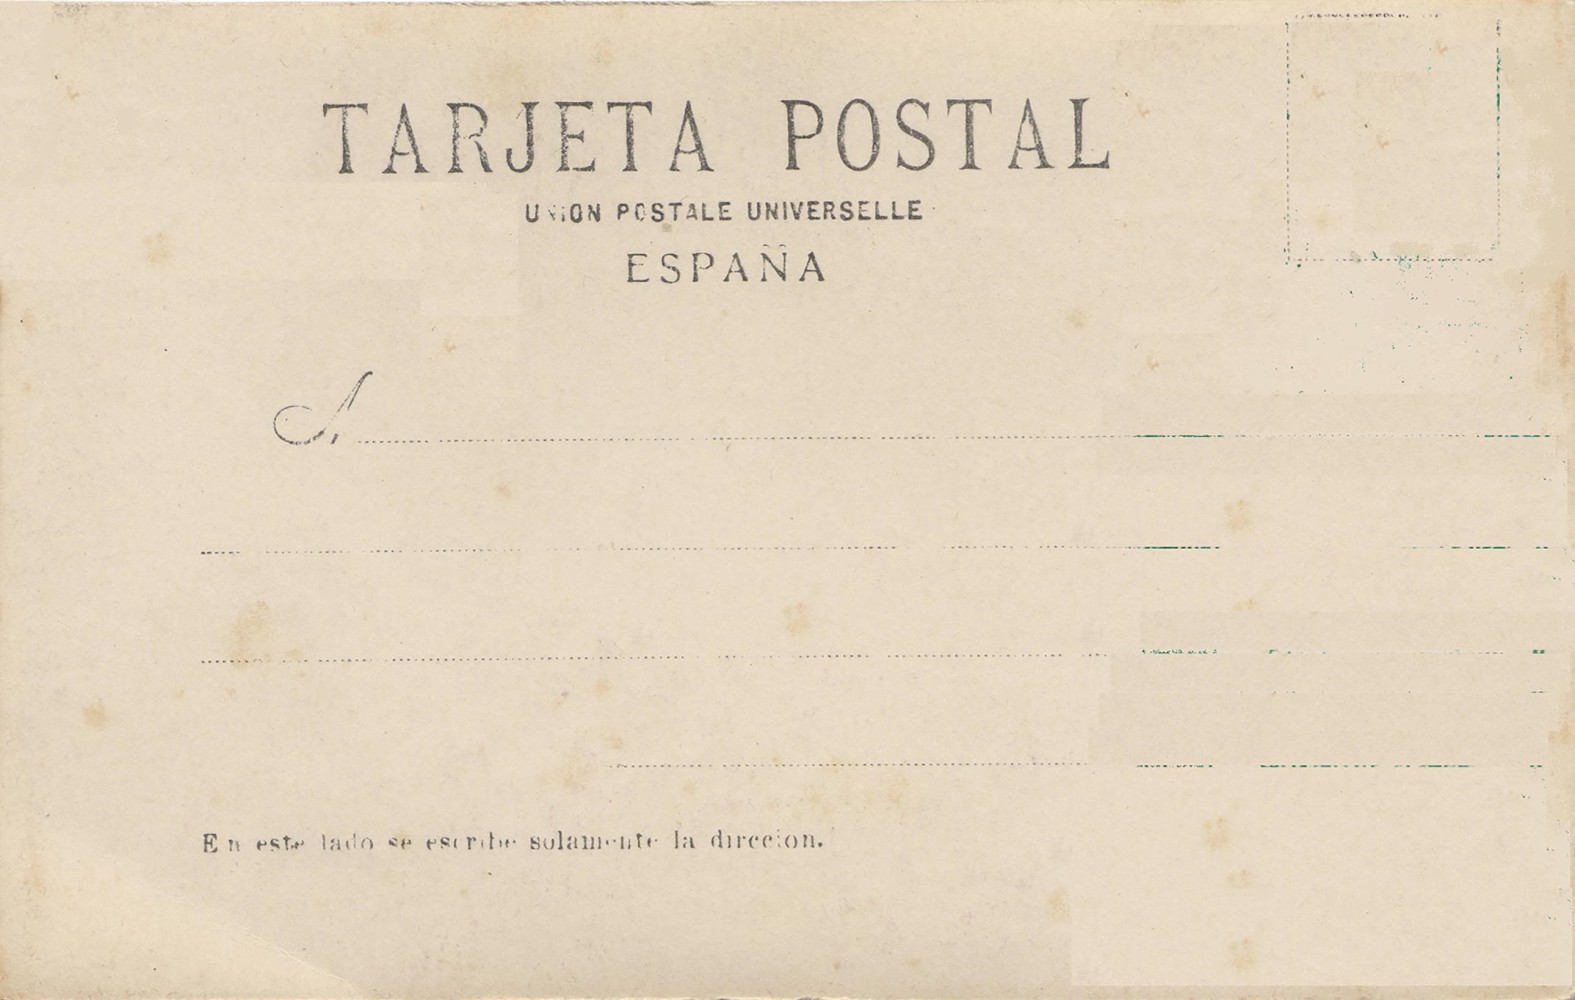 TARJETA POSTAL
UNION POSTALE UNIVERSELLE
ESPAÑA
A
En este lado se escribe solamente la direccion.